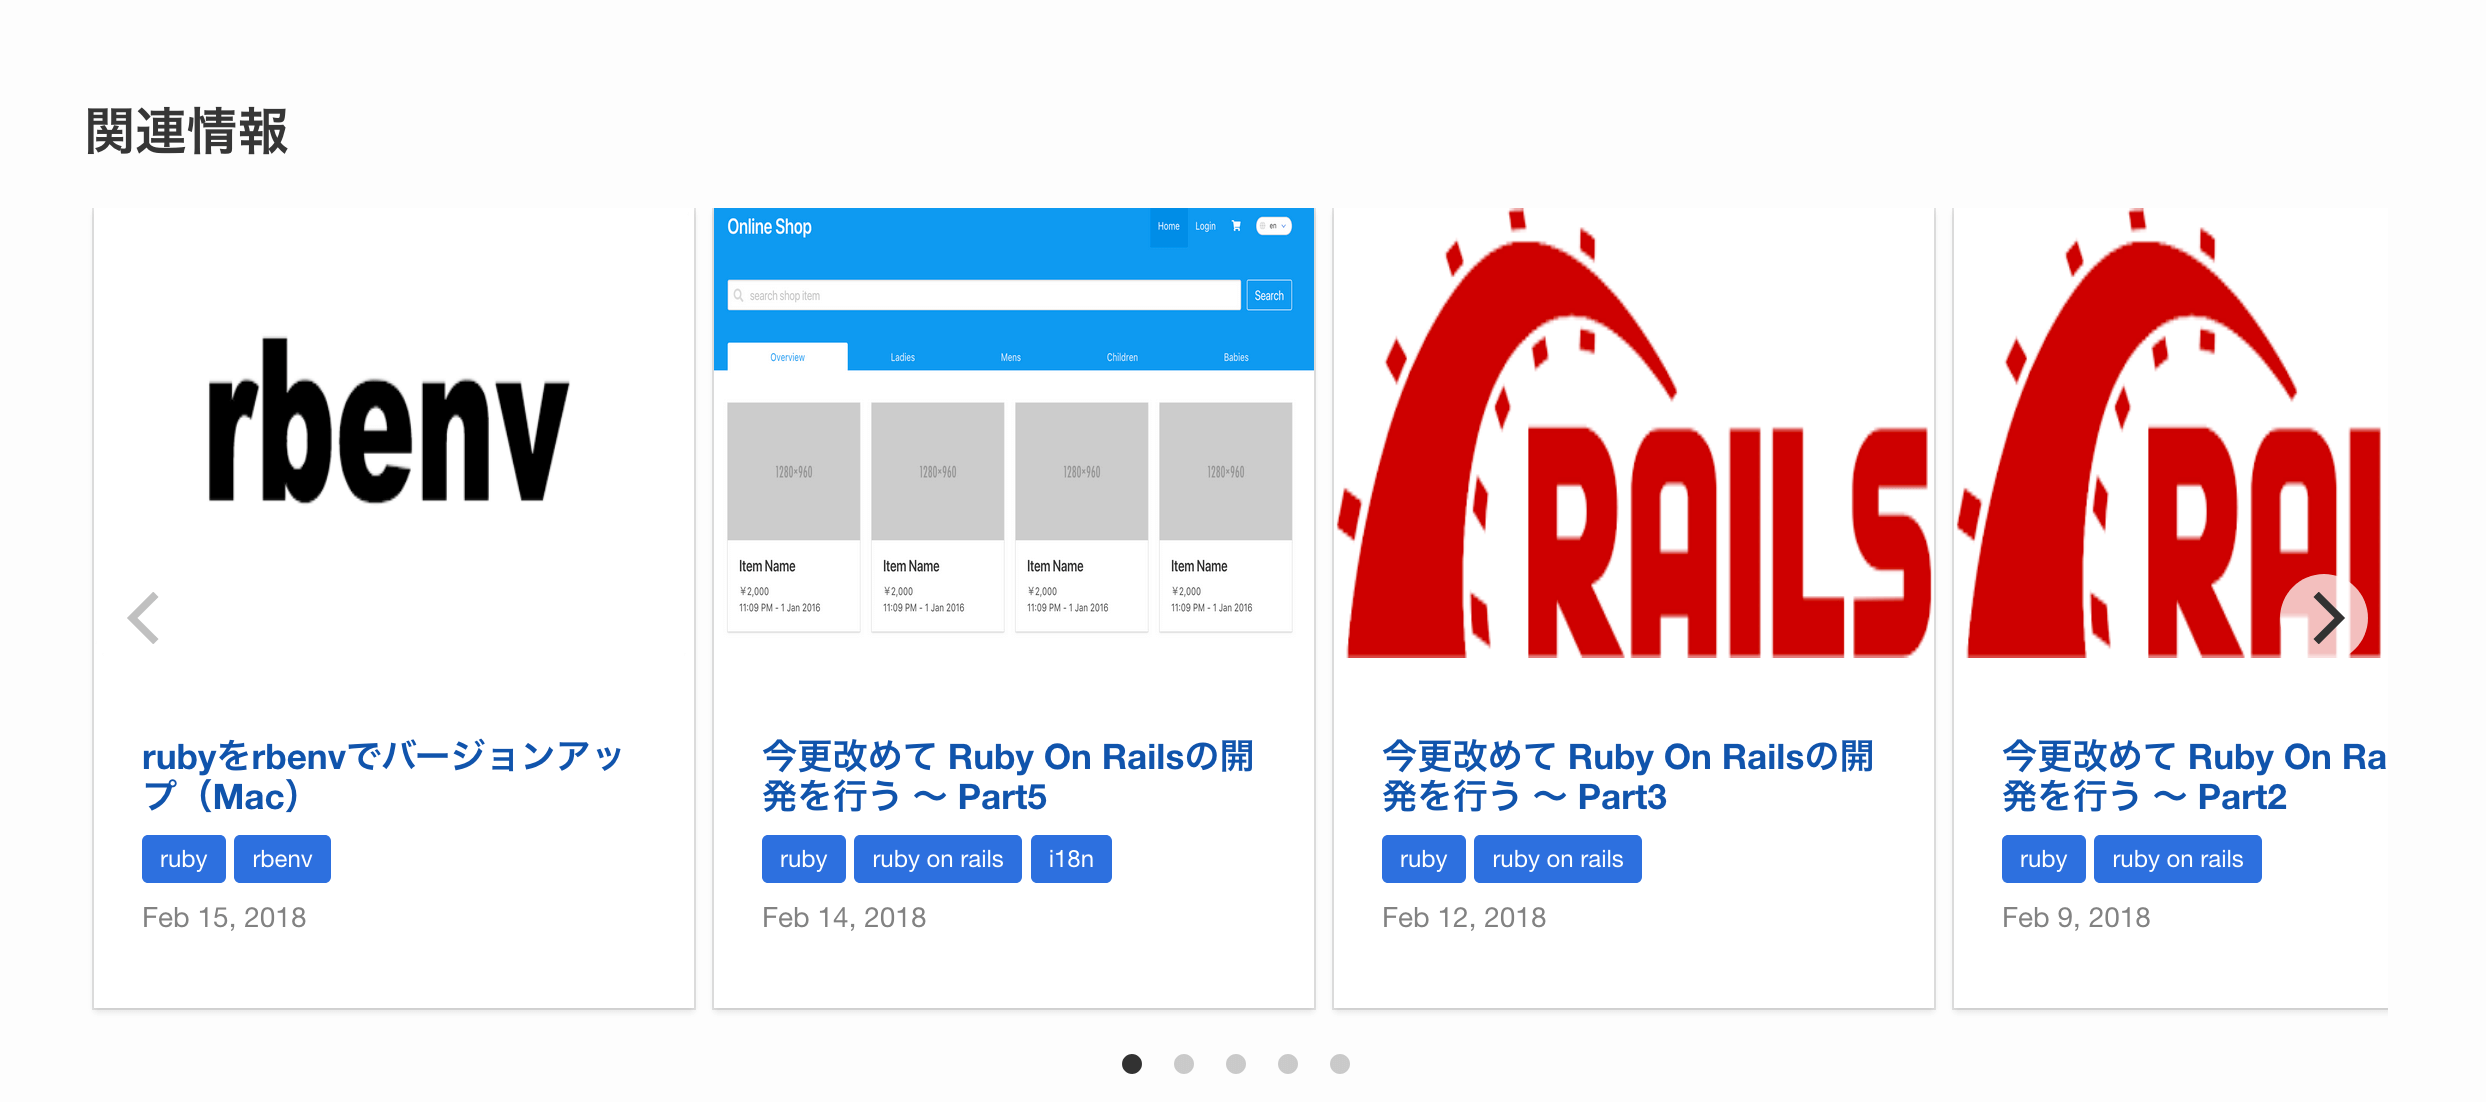 関連情報
rbenv
rubyをrbenvでバージョンアッ
プ（Mac）
ruby rbenv
Feb 15, 2018
Online Shop
Home Login en
search shop item Search
Overview Ladies Mens Children Babies
1280×960 1280×960 1280×960 1280×960
Item Name Item Name Item Name Item Name
¥2,000 ¥2,000 ¥2,000 ¥2,000
11:09 PM - 1 Jan 2016 11:09 PM - 1 Jan 2016 11:09 PM - 1 Jan 2016 11:09 PM - 1 Jan 2016
今更改めて Ruby On Railsの開
発を行う 〜 Part5
ruby ruby on rails i18n
Feb 14, 2018
RAILS
今更改めて Ruby On Railsの開
発を行う 〜 Part3
ruby ruby on rails
Feb 12, 2018
RAI
今更改めて Ruby On Ra
発を行う 〜 Part2
ruby ruby on rails
Feb 9, 2018